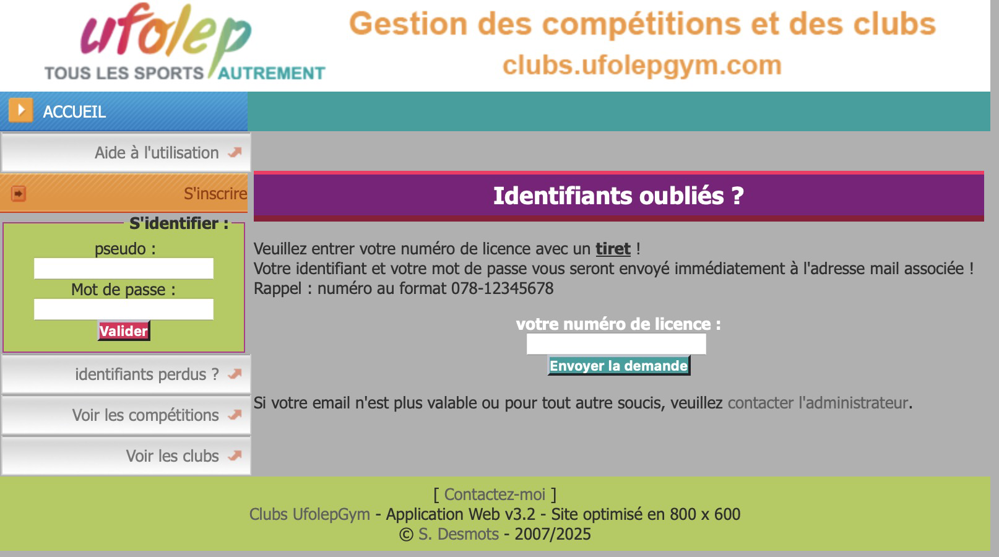 ufolep
TOUS LES SPORTS AUTREMENT
Gestion des compétitions et des clubs
clubs.ufolepgym.com
ACCUEIL
Aide à l'utilisation
S'inscrire
S'identifier :
pseudo :
Mot de passe :
Valider
identifiants perdus ?
Voir les compétitions
Voir les clubs
Identifiants oubliés ?
Veuillez entrer votre numéro de licence avec un tiret !
Votre identifiant et votre mot de passe vous seront envoyé immédiatement à l'adresse mail associée !
Rappel : numéro au format 078-12345678
votre numéro de licence :
Envoyer la demande
Si votre email n'est plus valable ou pour tout autre soucis, veuillez contacter l'administrateur.
[ Contactez-moi ]
Clubs UfolepGym - Application Web v3.2 - Site optimisé en 800 x 600
© S. Desmots - 2007/2025